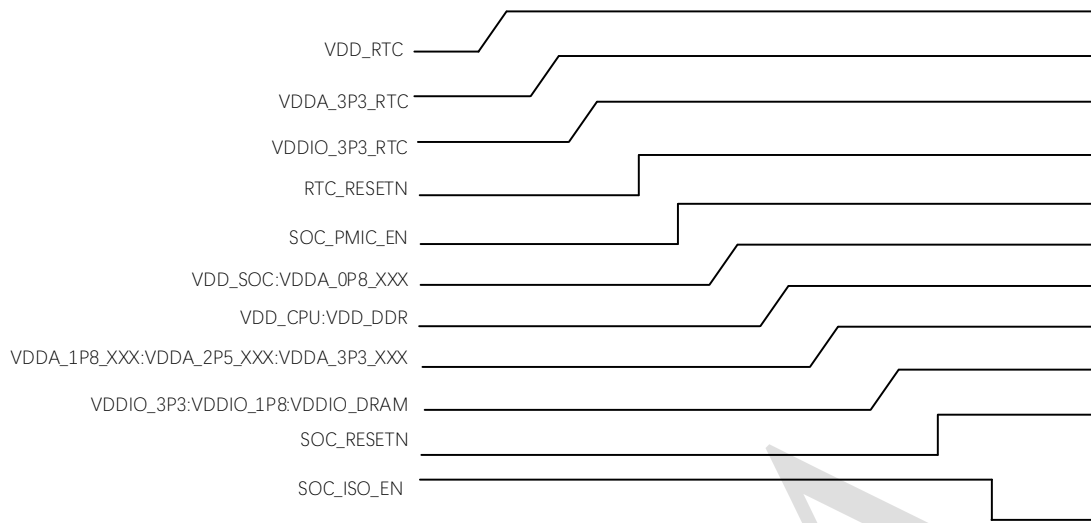 VDD_RTC
VDDA_3P3_RTC
VDDIO_3P3_RTC
RTC_RESETN
SOC_PMIC_EN
VDD_SOC:VDDA_0P8_XXX
VDD_CPU:VDD_DDR
VDDA_1P8_XXX:VDDA_2P5_XXX:VDDA_3P3_XXX
VDDIO_3P3:VDDIO_1P8:VDDIO_DRAM
SOC_RESETN
SOC_ISO_EN